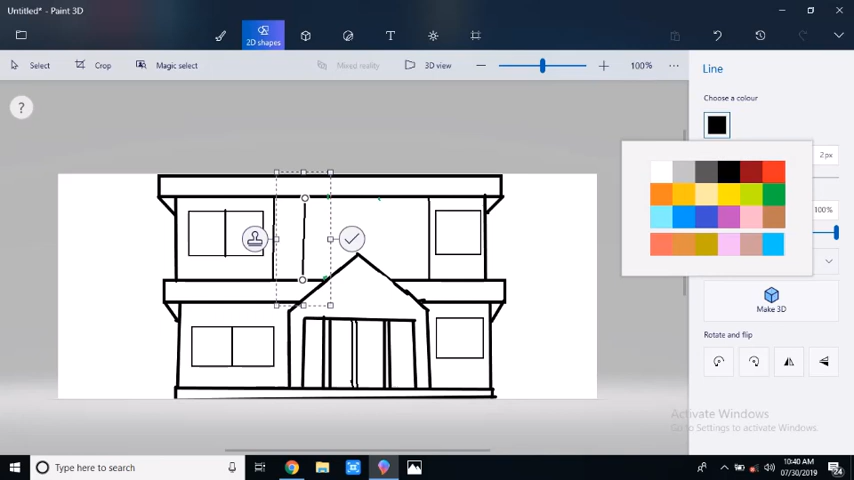 Untitled* - Paint 3D
2D shapes
Select
Crop
Magic select
Mixed reality
3D view
100%
Line
Choose a colour
2px
100%
Make 3D
Rotate and flip
Activate Windows
Go to Settings to activate Windows.
Type here to search
10:40 AM
07/30/2019
24